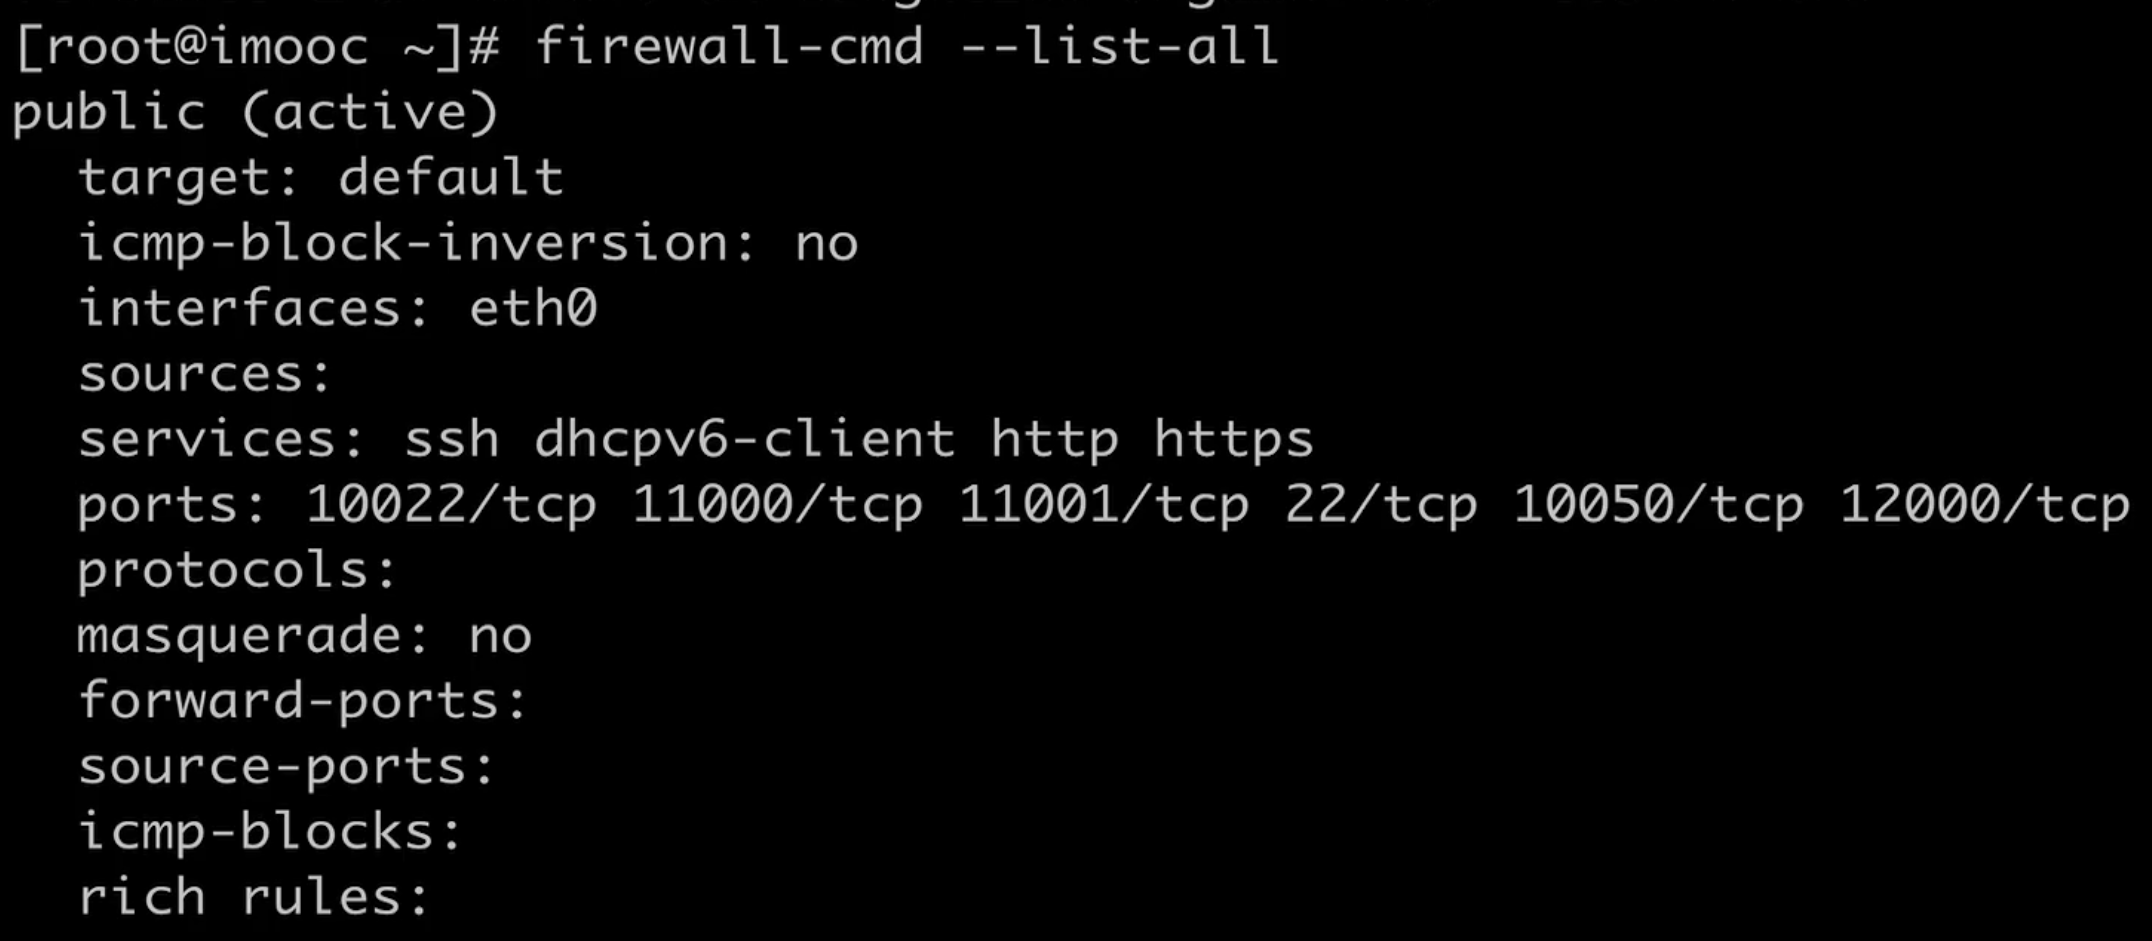 [root@imooc ~]# firewall-cmd --list-all
public (active)
  target: default
  icmp-block-inversion: no
  interfaces: eth0
  sources:
  services: ssh dhcpv6-client http https
  ports: 10022/tcp 11000/tcp 11001/tcp 22/tcp 10050/tcp 12000/tcp
  protocols:
  masquerade: no
  forward-ports:
  source-ports:
  icmp-blocks:
  rich rules: